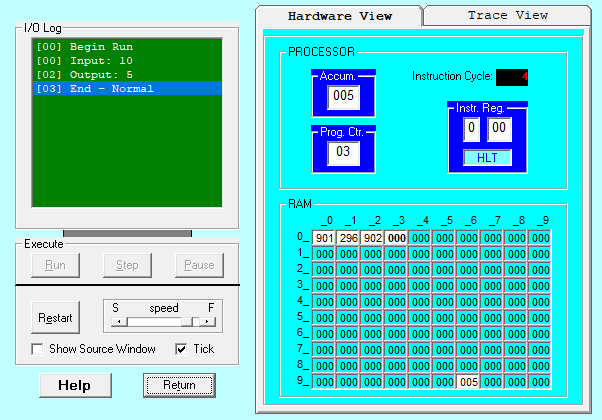 I/O Log
[00] Begin Run
[00] Input: 10
[02] Output: 5
[03] End - Normal
Execute
Run Step Pause
Restart
S speed F
Show Source Window Tick
Help Return
Hardware View Trace View
PROCESSOR
Accum.
005
Instruction Cycle: 4
Prog. Ctr.
03
Instr. Reg.
0 00
HLT
RAM
_0 _1 _2 _3 _4 _5 _6 _7 _8 _9
0_ 901 296 902 000 000 000 000 000 000 000
1_ 000 000 000 000 000 000 000 000 000 000
2_ 000 000 000 000 000 000 000 000 000 000
3_ 000 000 000 000 000 000 000 000 000 000
4_ 000 000 000 000 000 000 000 000 000 000
5_ 000 000 000 000 000 000 000 000 000 000
6_ 000 000 000 000 000 000 000 000 000 000
7_ 000 000 000 000 000 000 000 000 000 000
8_ 000 000 000 000 000 000 000 000 000 000
9_ 000 000 000 000 000 000 005 000 000 000